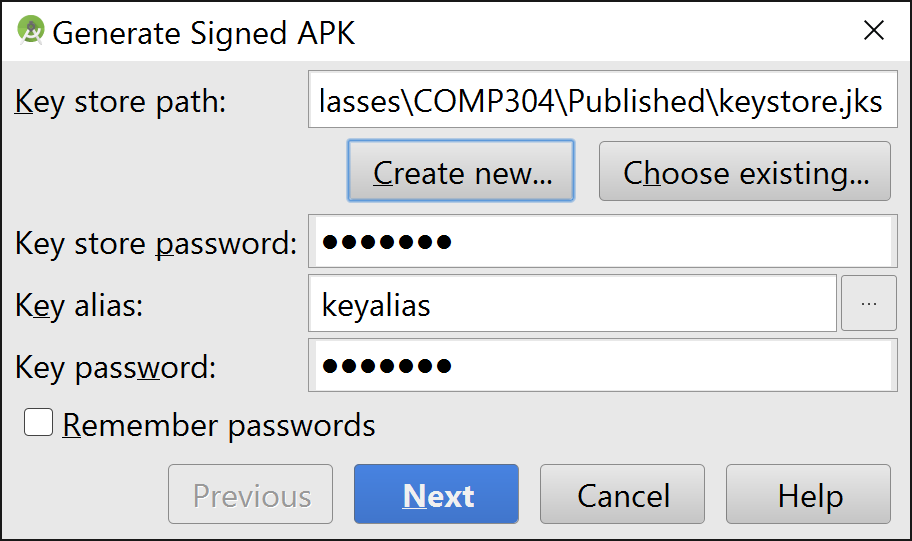 Generate Signed APK
Key store path: lasses\COMP304\Published\keystore.jks
Create new... Choose existing...
Key store password: ●●●●●●●
Key alias: keyalias ...
Key password: ●●●●●●●
Remember passwords
Previous Next Cancel Help